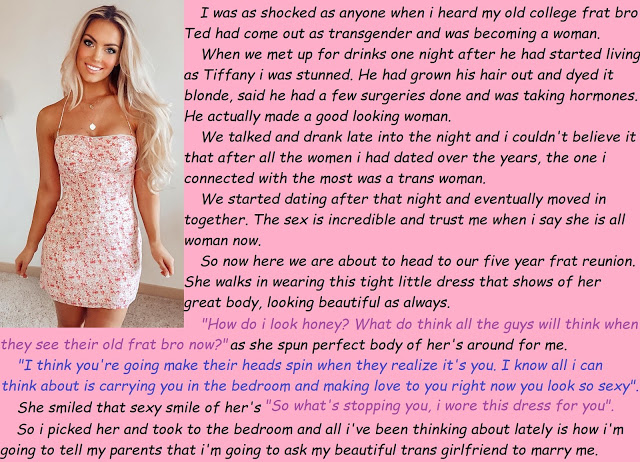 I was as shocked as anyone when i heard my old college frat bro
Ted had come out as transgender and was becoming a woman.
When we met up for drinks one night after he had started living
as Tiffany i was stunned. He had grown his hair out and dyed it
blonde, said he had a few surgeries done and was taking hormones.
He actually made a good looking woman.
We talked and drank late into the night and i couldn't believe it
that after all the women i had dated over the years, the one i
connected with the most was a trans woman.
We started dating after that night and eventually moved in
together. The sex is incredible and trust me when i say she is all
woman now.
So now here we are about to head to our five year frat reunion.
She walks in wearing this tight little dress that shows of her
great body, looking beautiful as always.
"How do i look honey? What do think all the guys will think when
they see their old frat bro now?" as she spun perfect body of her's around for me.
"I think you're going make their heads spin when they realize it's you. I know all i can
think about is carrying you in the bedroom and making love to you right now you look so sexy".
She smiled that sexy smile of her's "So what's stopping you, i wore this dress for you".
So i picked her and took to the bedroom and all i've been thinking about lately is how i'm
going to tell my parents that i'm going to ask my beautiful trans girlfriend to marry me.